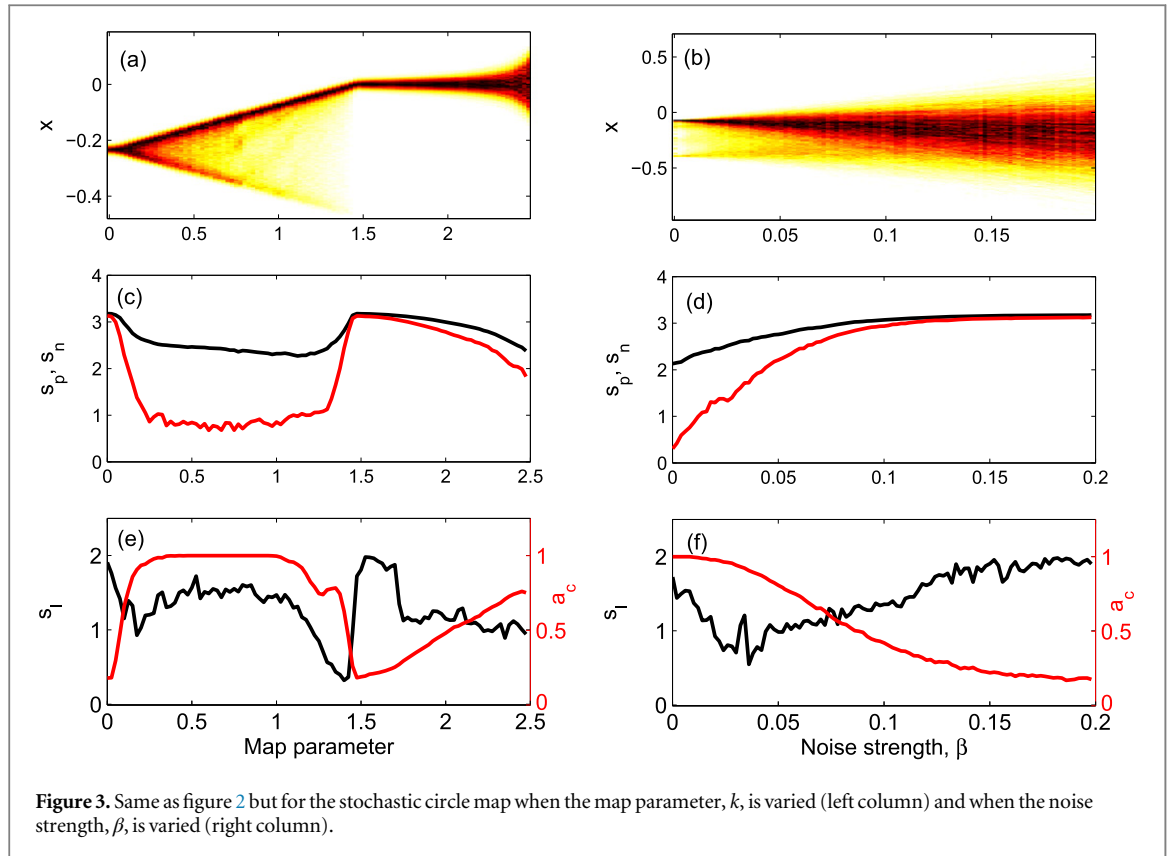 (a)
0
−0.2
−0.4
x
0 0.5 1 1.5 2
(b)
0.5
0
−0.5
x
0 0.05 0.1 0.15
(c)
4
3
2
1
0
s_p, s_n
0 0.5 1 1.5 2 2.5
(d)
4
3
2
1
0
s_p, s_n
0 0.05 0.1 0.15 0.2
(e)
2
1
0
s_l
1
0.5
0
a_c
0 0.5 1 1.5 2 2.5
Map parameter
(f)
2
1
0
s_l
1
0.5
0
a_c
0 0.05 0.1 0.15 0.2
Noise strength, β
Figure 3. Same as figure 2 but for the stochastic circle map when the map parameter, k, is varied (left column) and when the noise
strength, β, is varied (right column).